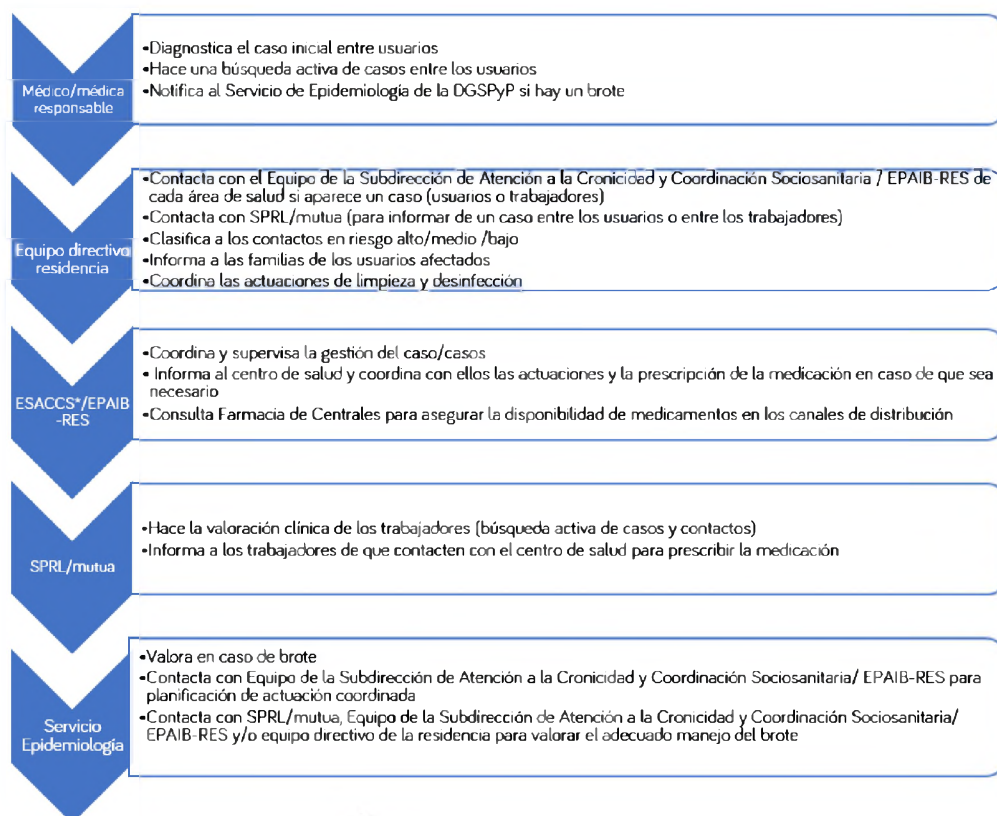 •Diagnostica el caso inicial entre usuarios
•Hace una búsqueda activa de casos entre los usuarios
•Notifica al Servicio de Epidemiología de la DGSPyP si hay un brote
Médico/médica
responsable
•Contacta con el Equipo de la Subdirección de Atención a la Cronicidad y Coordinación Sociosanitaria / EPAIB-RES de
cada área de salud si aparece un caso (usuarios o trabajadores)
•Contacta con SPRL/mutua (para informar de un caso entre los usuarios o entre los trabajadores)
•Clasifica a los contactos en riesgo alto/medio /bajo
•Informa a las familias de los usuarios afectados
•Coordina las actuaciones de limpieza y desinfección
Equipo directivo
residencia
•Coordina y supervisa la gestión del caso/casos
• Informa al centro de salud y coordina con ellos las actuaciones y la prescripción de la medicación en caso de que sea
necesario
•Consulta Farmacia de Centrales para asegurar la disponibilidad de medicamentos en los canales de distribución
ESACCS*/EPAIB
-RES
•Hace la valoración clínica de los trabajadores (búsqueda activa de casos y contactos)
•Informa a los trabajadores de que contacten con el centro de salud para prescribir la medicación
SPRL/mutua
•Valora en caso de brote
•Contacta con Equipo de la Subdirección de Atención a la Cronicidad y Coordinación Sociosanitaria/ EPAIB-RES para
planificación de actuación coordinada
•Contacta con SPRL/mutua, Equipo de la Subdirección de Atención a la Cronicidad y Coordinación Sociosanitaria/
EPAIB-RES y/o equipo directivo de la residencia para valorar el adecuado manejo del brote
Servicio
Epidemiología